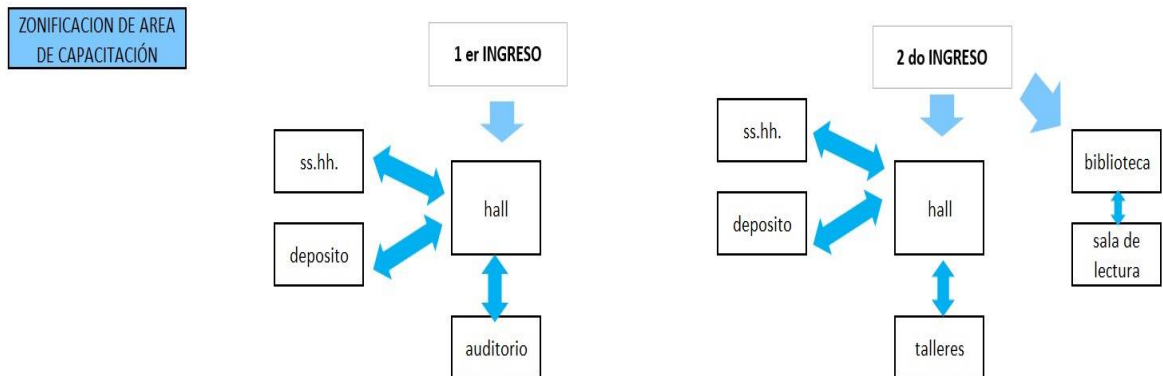 ZONIFICACION DE AREA
DE CAPACITACIÓN
1 er INGRESO
ss.hh.
deposito
hall
auditorio
2 do INGRESO
ss.hh.
deposito
hall
talleres
biblioteca
sala de
lectura